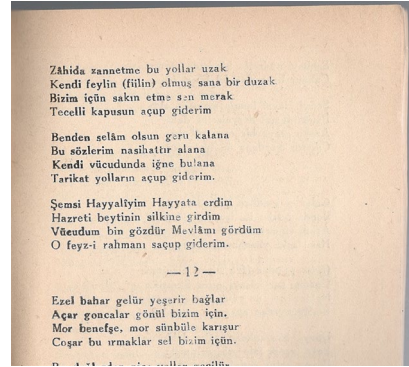 Zâhida zannetme bu yollar uzak
Kendi feylin (fiilin) olmuş sana bir duzak
Bizim içün sakın etme sen merak
Tecelli kapusun açup giderim
Benden selâm olsun geru kalana
Bu sözlerim nasihattır alana
Kendi vücudunda iğne bulana
Tarikat yolların açup giderim.
Şemsi Hayyalîyim Hayyata erdim
Hazreti beytinin silkine girdim
Vücudum bin gözdür Mevlâmı gördüm
O feyz-i rahmanı saçup giderim.
—12—
Ezel bahar gelür yeşerir bağlar
Açar goncalar gönül bizim için.
Mor benefşe, mor sünbüle karışur
Coşar bu ırmaklar sel bizim içün.